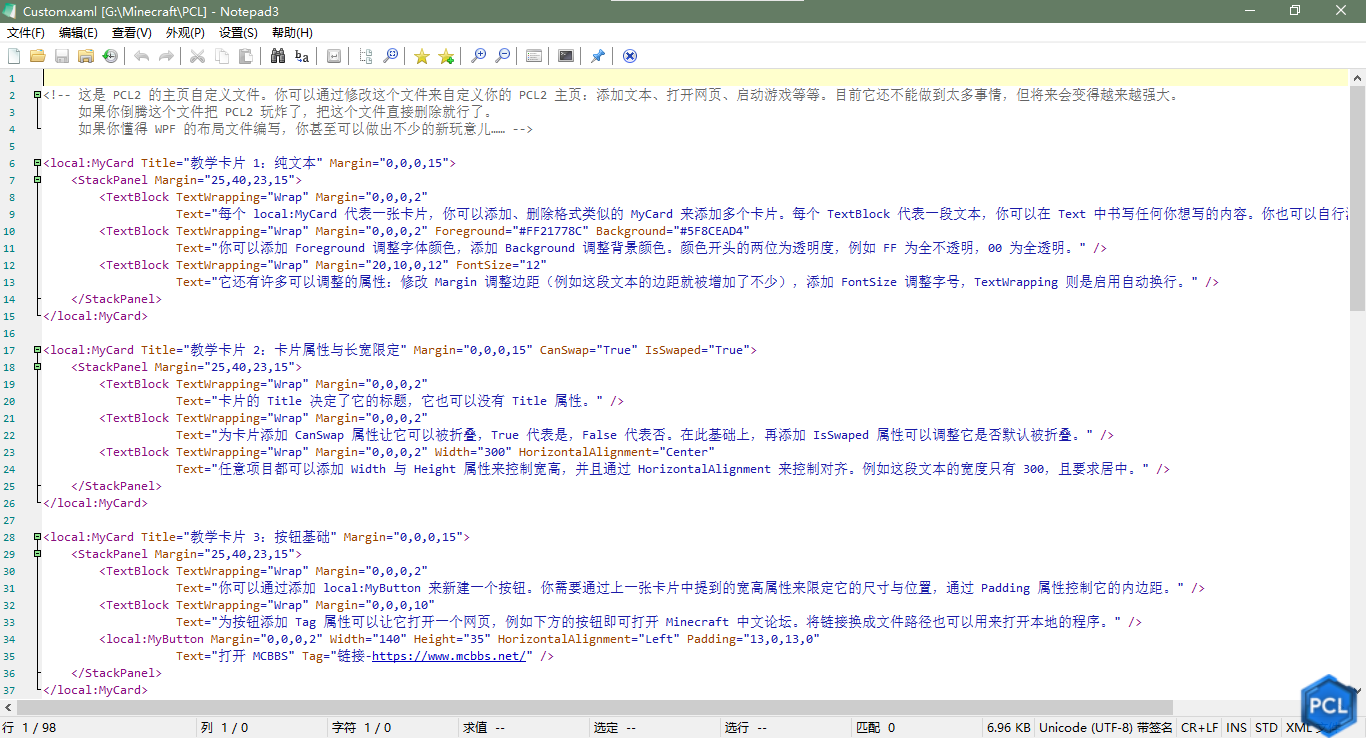 Custom.xaml [G:\Minecraft\PCL] - Notepad3
文件(F) 编辑(E) 查看(V) 外观(P) 设置(S) 帮助(H)
1
2 <!-- 这是 PCL2 的主页自定义文件。你可以通过修改这个文件来自定义你的 PCL2 主页：添加文本、打开网页、启动游戏等等。目前它还不能做到太多事情，但将来会变得越来越强大。
3 如果你倒腾这个文件把 PCL2 玩炸了，把这个文件直接删除就行了。
4 如果你懂得 WPF 的布局文件编写，你甚至可以做出不少的新玩意儿…… -->
5
6 <local:MyCard Title="教学卡片 1：纯文本" Margin="0,0,0,15">
7 <StackPanel Margin="25,40,23,15">
8 <TextBlock TextWrapping="Wrap" Margin="0,0,0,2"
9 Text="每个 local:MyCard 代表一张卡片，你可以添加、删除格式类似的 MyCard 来添加多个卡片。每个 TextBlock 代表一段文本，你可以在 Text 中书写任何你想写的内容。你也可以自行
10 <TextBlock TextWrapping="Wrap" Margin="0,0,0,2" Foreground="#FF21778C" Background="#5F8CEAD4"
11 Text="你可以添加 Foreground 调整字体颜色，添加 Background 调整背景颜色。颜色开头的两位为透明度，例如 FF 为全不透明，00 为全透明。" />
12 <TextBlock TextWrapping="Wrap" Margin="20,10,0,12" FontSize="12"
13 Text="它还有许多可以调整的属性：修改 Margin 调整边距（例如这段文本的边距就被增加了不少），添加 FontSize 调整字号，TextWrapping 则是启用自动换行。" />
14 </StackPanel>
15 </local:MyCard>
16
17 <local:MyCard Title="教学卡片 2：卡片属性与长宽限定" Margin="0,0,0,15" CanSwap="True" IsSwaped="True">
18 <StackPanel Margin="25,40,23,15">
19 <TextBlock TextWrapping="Wrap" Margin="0,0,0,2"
20 Text="卡片的 Title 决定了它的标题，它也可以没有 Title 属性。" />
21 <TextBlock TextWrapping="Wrap" Margin="0,0,0,2"
22 Text="为卡片添加 CanSwap 属性让它可以被折叠，True 代表是，False 代表否。在此基础上，再添加 IsSwaped 属性可以调整它是否默认被折叠。" />
23 <TextBlock TextWrapping="Wrap" Margin="0,0,0,2" Width="300" HorizontalAlignment="Center"
24 Text="任意项目都可以添加 Width 与 Height 属性来控制宽高，并且通过 HorizontalAlignment 来控制对齐。例如这段文本的宽度只有 300，且要求居中。" />
25 </StackPanel>
26 </local:MyCard>
27
28 <local:MyCard Title="教学卡片 3：按钮基础" Margin="0,0,0,15">
29 <StackPanel Margin="25,40,23,15">
30 <TextBlock TextWrapping="Wrap" Margin="0,0,0,2"
31 Text="你可以通过添加 local:MyButton 来新建一个按钮。你需要通过上一张卡片中提到的宽高属性来限定它的尺寸与位置，通过 Padding 属性控制它的内边距。" />
32 <TextBlock TextWrapping="Wrap" Margin="0,0,0,10"
33 Text="为按钮添加 Tag 属性可以让它打开一个网页，例如下方的按钮即可打开 Minecraft 中文论坛。将链接换成文件路径也可以用来打开本地的程序。" />
34 <local:MyButton Margin="0,0,0,2" Width="140" Height="35" HorizontalAlignment="Left" Padding="13,0,13,0"
35 Text="打开 MCBBS" Tag="链接-https://www.mcbbs.net/" />
36 </StackPanel>
37 </local:MyCard>
PCL
行 1 / 98 列 1 / 0 字符 1 / 0 求值 -- 选定 -- 选行 -- 匹配 0 6.96 KB Unicode (UTF-8) 带签名 CR+LF INS STD XML